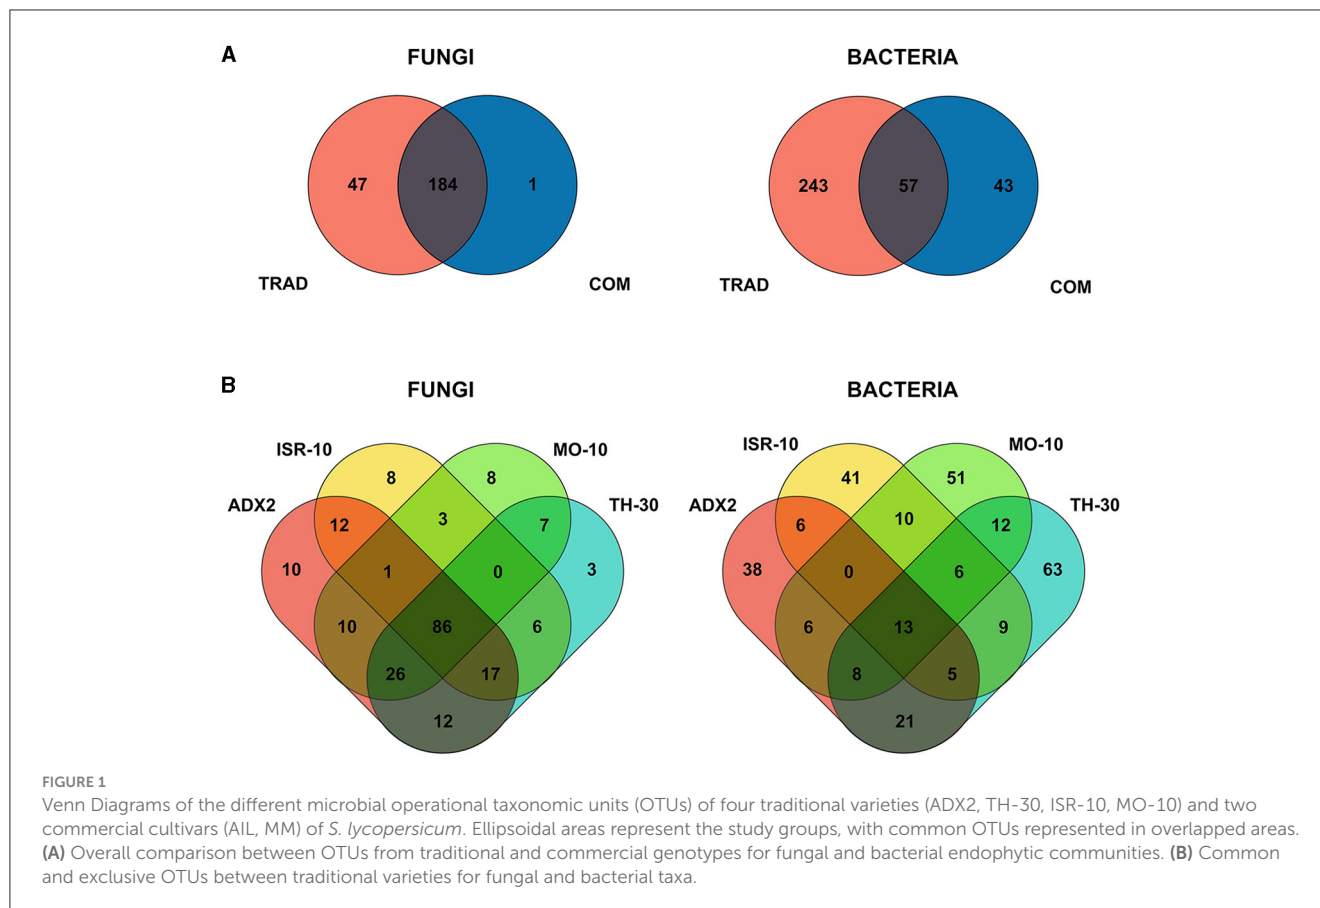 A
FUNGI
BACTERIA
47
184
1
243
57
43
TRAD
COM
TRAD
COM
B
FUNGI
BACTERIA
ISR-10
MO-10
ADX2
TH-30
8
8
12
3
7
10
1
0
3
10
86
6
26
17
12
ISR-10
MO-10
ADX2
TH-30
41
51
6
10
12
38
0
6
63
6
13
9
8
5
21
FIGURE 1
Venn Diagrams of the different microbial operational taxonomic units (OTUs) of four traditional varieties (ADX2, TH-30, ISR-10, MO-10) and two
commercial cultivars (AIL, MM) of S. lycopersicum. Ellipsoidal areas represent the study groups, with common OTUs represented in overlapped areas.
(A) Overall comparison between OTUs from traditional and commercial genotypes for fungal and bacterial endophytic communities. (B) Common
and exclusive OTUs between traditional varieties for fungal and bacterial taxa.